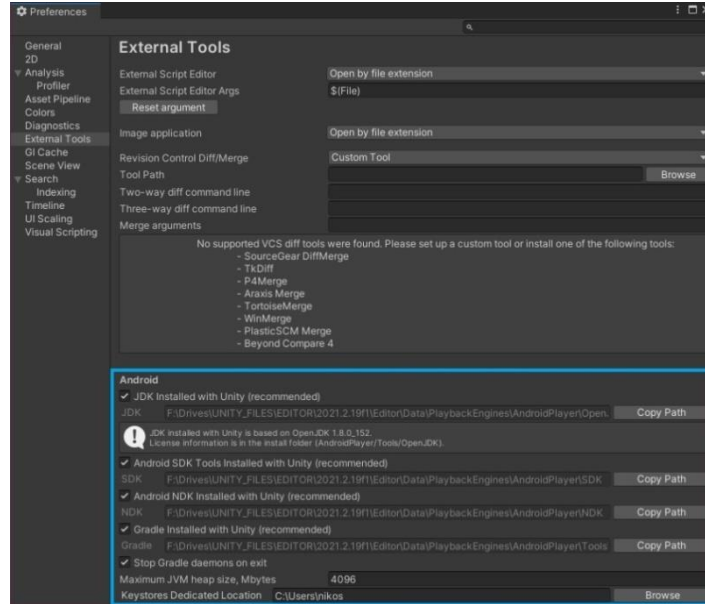 Preferences
General
2D
Analysis
Profiler
Asset Pipeline
Colors
Diagnostics
External Tools
GI Cache
Scene View
Search
Indexing
Timeline
UI Scaling
Visual Scripting
External Tools
External Script Editor Open by file extension
External Script Editor Args $(File)
Reset argument
Image application Open by file extension
Revision Control Diff/Merge Custom Tool
Tool Path Browse
Two-way diff command line
Three-way diff command line
Merge arguments
No supported VCS diff tools were found. Please set up a custom tool or install one of the following tools:
- SourceGear DiffMerge
- TkDiff
- P4Merge
- Araxis Merge
- TortoiseMerge
- WinMerge
- PlasticSCM Merge
- Beyond Compare 4
Android
JDK Installed with Unity (recommended)
JDK F:\Drives\UNITY_FILES\EDITOR\2021.2.19f1\Editor\Data\PlaybackEngines\AndroidPlayer\Open. Copy Path
JDK installed with Unity is based on OpenJDK 1.8.0_152.
License information is in the install folder (AndroidPlayer/Tools/OpenJDK).
Android SDK Tools Installed with Unity (recommended)
SDK F:\Drives\UNITY_FILES\EDITOR\2021.2.19f1\Editor\Data\PlaybackEngines\AndroidPlayer\SDK Copy Path
Android NDK Installed with Unity (recommended)
NDK F:\Drives\UNITY_FILES\EDITOR\2021.2.19f1\Editor\Data\PlaybackEngines\AndroidPlayer\NDK Copy Path
Gradle Installed with Unity (recommended)
Gradle F:\Drives\UNITY_FILES\EDITOR\2021.2.19f1\Editor\Data\PlaybackEngines\AndroidPlayer\Tools Copy Path
Stop Gradle daemons on exit
Maximum JVM heap size, Mbytes 4096
Keystores Dedicated Location C:\Users\nikos Browse